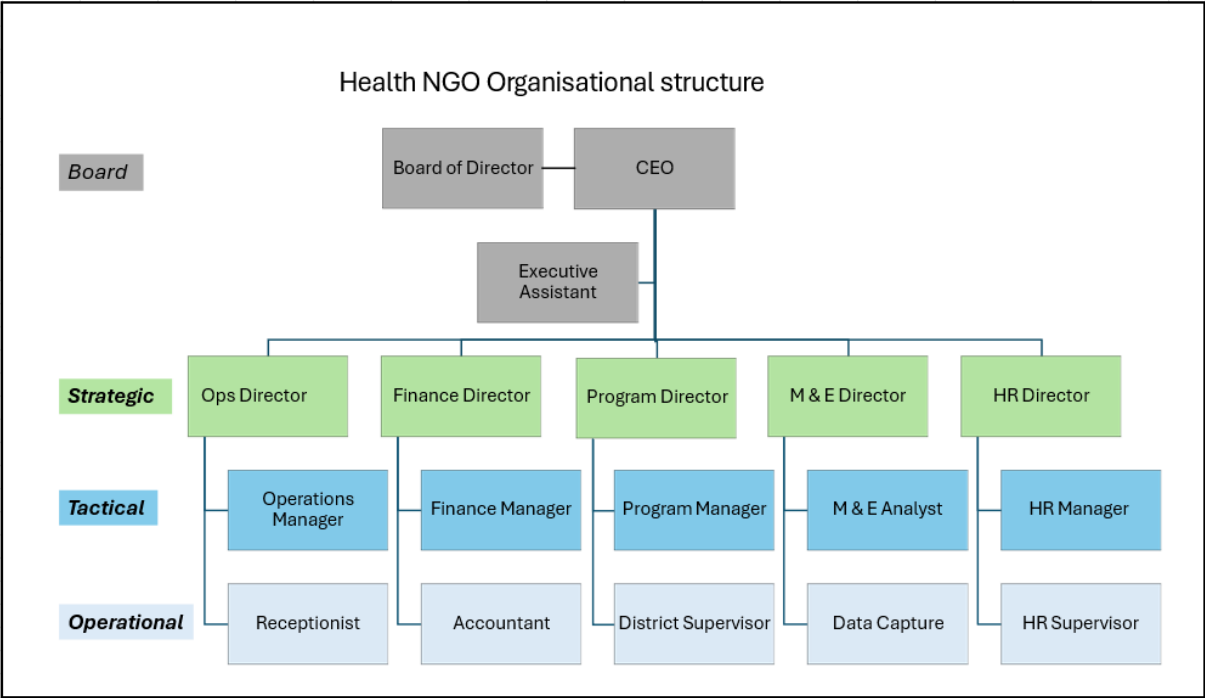 Health NGO Organisational structure
Board
Board of Director
CEO
Executive
Assistant
Strategic
Ops Director
Finance Director
Program Director
M & E Director
HR Director
Tactical
Operations
Manager
Finance Manager
Program Manager
M & E Analyst
HR Manager
Operational
Receptionist
Accountant
District Supervisor
Data Capture
HR Supervisor